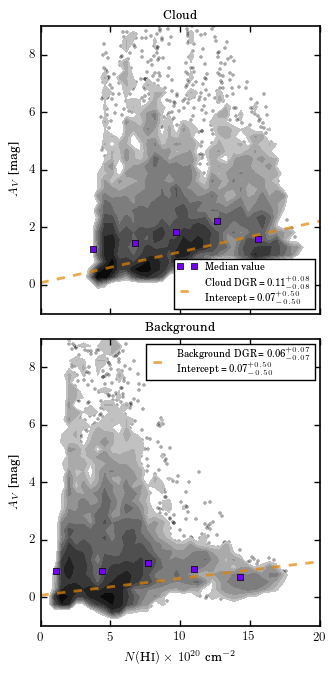 Cloud
8
6
4
2
0
A_V [mag]
Median value
Cloud DGR = 0.11^{+0.08}_{-0.08}
Intercept = 0.07^{+0.50}_{-0.50}
Background
Background DGR = 0.06^{+0.07}_{-0.07}
Intercept = 0.07^{+0.50}_{-0.50}
8
6
4
2
0
A_V [mag]
0 5 10 15 20
N(HI) × 10^{20} cm^{-2}